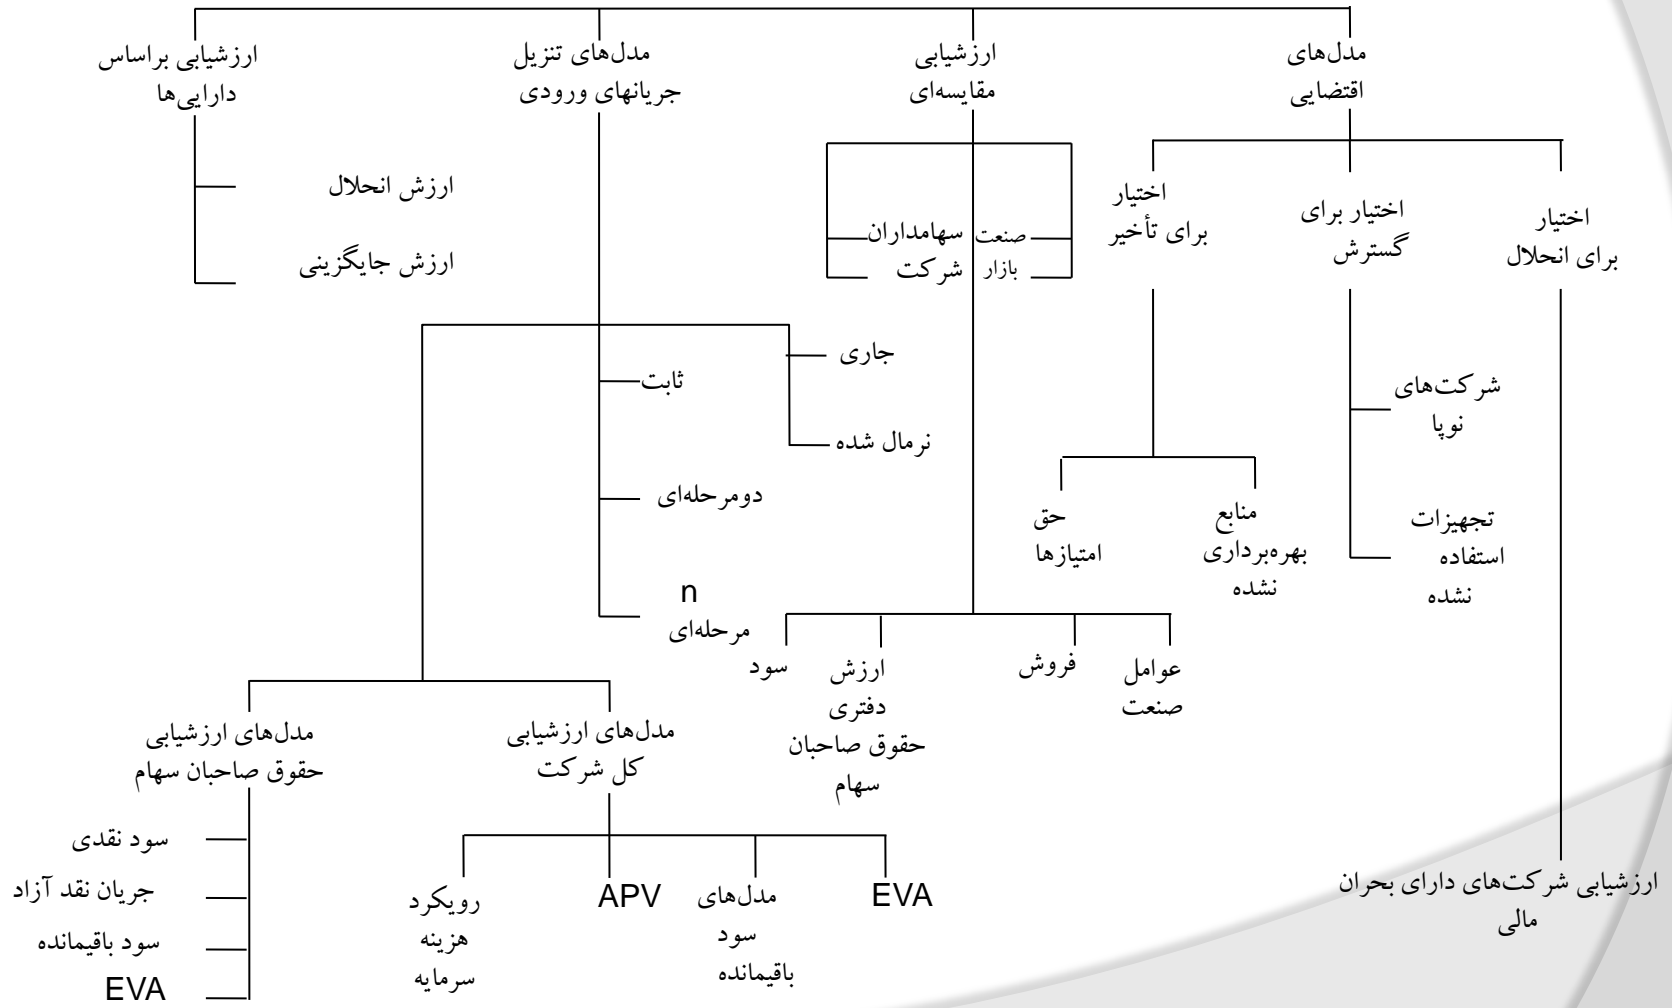 مدل‌های
اقتضایی
ارزشیابی
مقایسه‌ای
مدل‌های تنزیل
جریانهای ورودی
ارزشیابی براساس
دارایی‌ها
اختیار
برای انحلال
اختیار برای
گسترش
اختیار
برای تأخیر
صنعت
بازار
سهامداران
شرکت
ارزش انحلال
ارزش جایگزینی
جاری
نرمال شده
ثابت
دومرحله‌ای
n
مرحله‌ای
شرکت‌های
نوپا
تجهیزات
استفاده
نشده
منابع
بهره‌برداری
نشده
حق
امتیازها
عوامل
صنعت
فروش
ارزش
دفتری
حقوق صاحبان
سهام
سود
مدل‌های ارزشیابی
کل شرکت
مدل‌های ارزشیابی
حقوق صاحبان سهام
ارزشیابی شرکت‌های دارای بحران
مالی
EVA
مدل‌های
سود
باقیمانده
APV
رویکرد
هزینه
سرمایه
سود نقدی
جریان نقد آزاد
سود باقیمانده
EVA